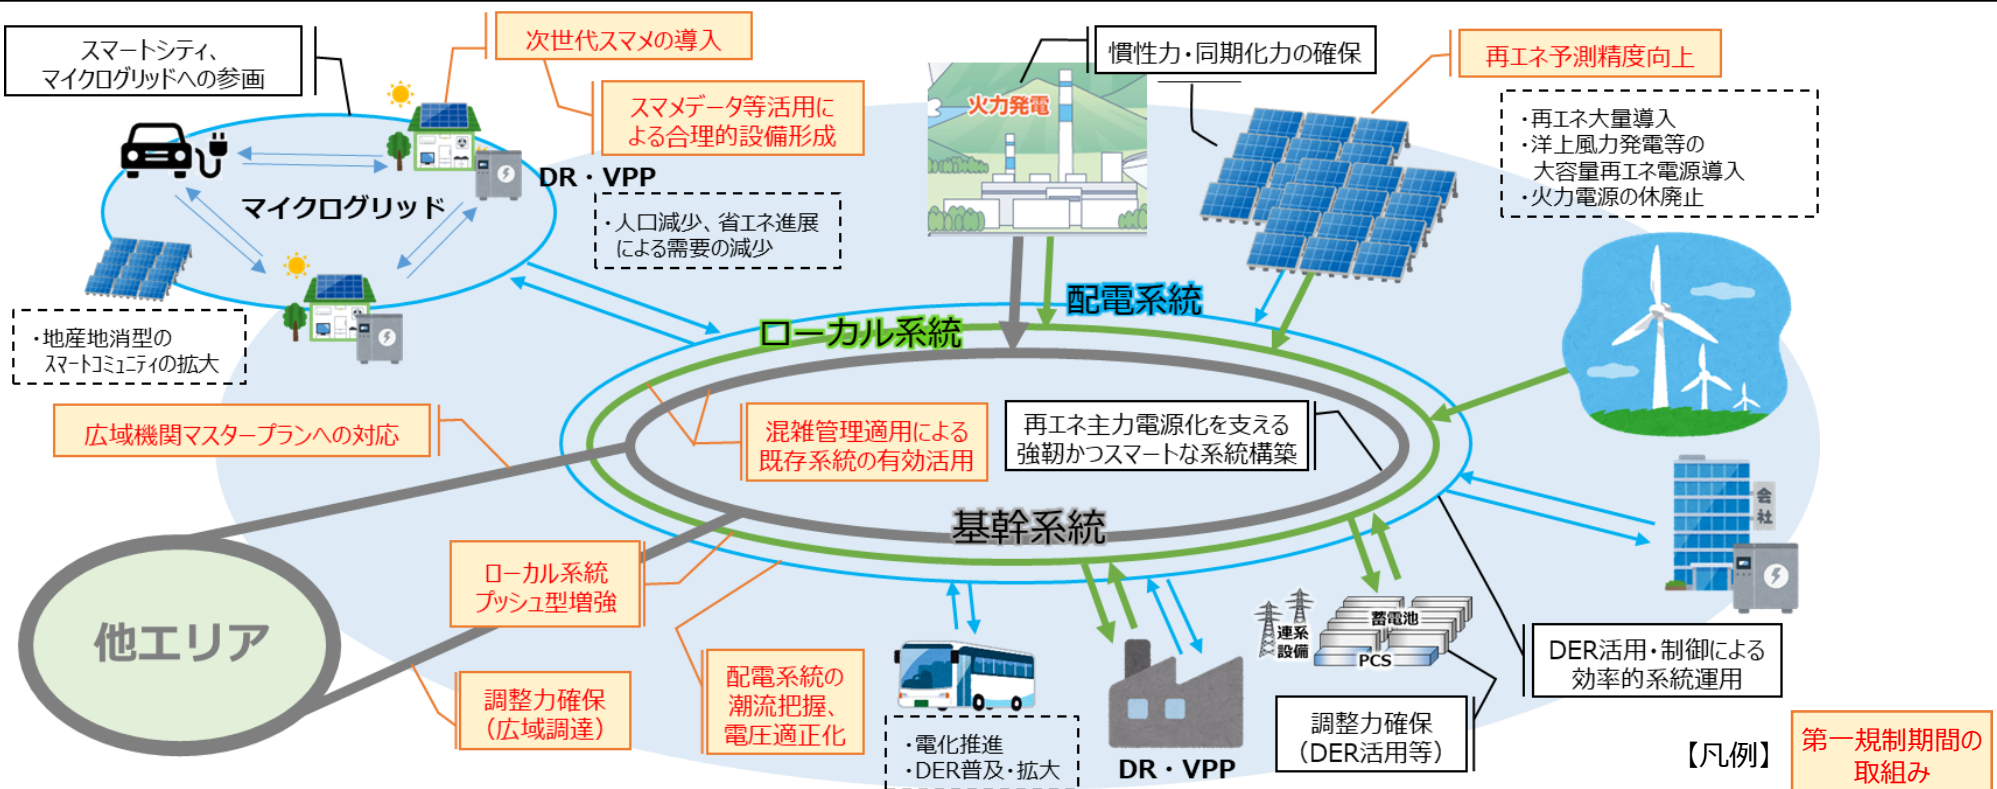 スマートシティ、
マイクログリッドへの参画
次世代スマメの導入
スマメデータ等活用に
よる合理的設備形成
慣性力・同期化力の確保
再エネ予測精度向上
・再エネ大量導入
・洋上風力発電等の
大容量再エネ電源導入
・火力電源の休廃止
火力発電
DR・VPP
マイクログリッド
・人口減少、省エネ進展
による需要の減少
・地産地消型の
スマートコミュニティの拡大
配電系統
ローカル系統
広域機関マスタープランへの対応
混雑管理適用による
既存系統の有効活用
再エネ主力電源化を支える
強靭かつスマートな系統構築
基幹系統
会社
ローカル系統
プッシュ型増強
他エリア
調整力確保
（広域調達）
配電系統の
潮流把握、
電圧適正化
・電化推進
・DER普及・拡大
DR・VPP
連系
設備
蓄電池
PCS
調整力確保
（DER活用等）
DER活用・制御による
効率的系統運用
【凡例】
第一規制期間の
取組み